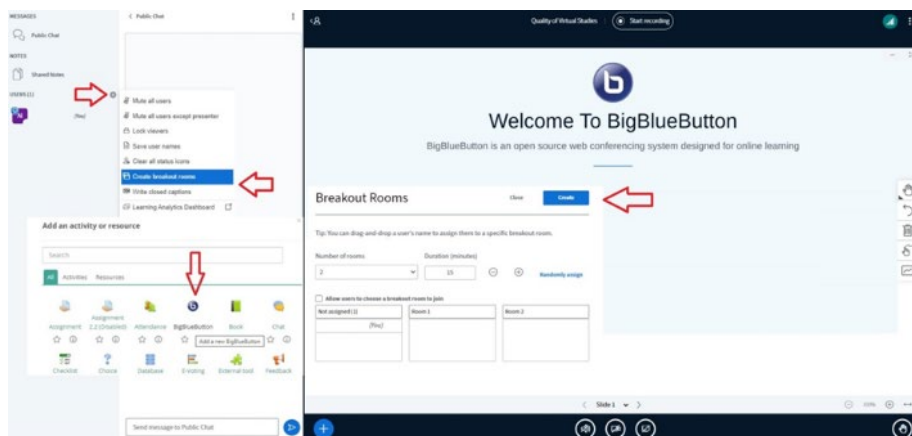 MESSAGES
Public Chat
NOTES
Shared Notes
USERS (1)
N
(You)
Public Chat
Mute all users
Mute all users except presenter
Lock viewers
Save user names
Clear all status icons
Create breakout rooms
Write closed captions
Learning Analytics Dashboard
Add an activity or resource
Search
All Activities Resources
Assignment
Assignment 2.2 (Disabled)
Attendance
BigBlueButton
Book
Chat
Add a new BigBlueButton
Checklist
Choice
Database
E-Voting
External tool
Feedback
Send message to Public Chat
Quality of Virtual Studies
Start recording
b
Welcome To BigBlueButton
BigBlueButton is an open source web conferencing system designed for online learning
Breakout Rooms
Close
Create
Tip: You can drag-and-drop a user's name to assign them to a specific breakout room.
Number of rooms
Duration (minutes)
2
15
Randomly assign
Allow users to choose a breakout room to join
Not assigned (1)
Room 1
Room 2
(You)
Slide 1
100%